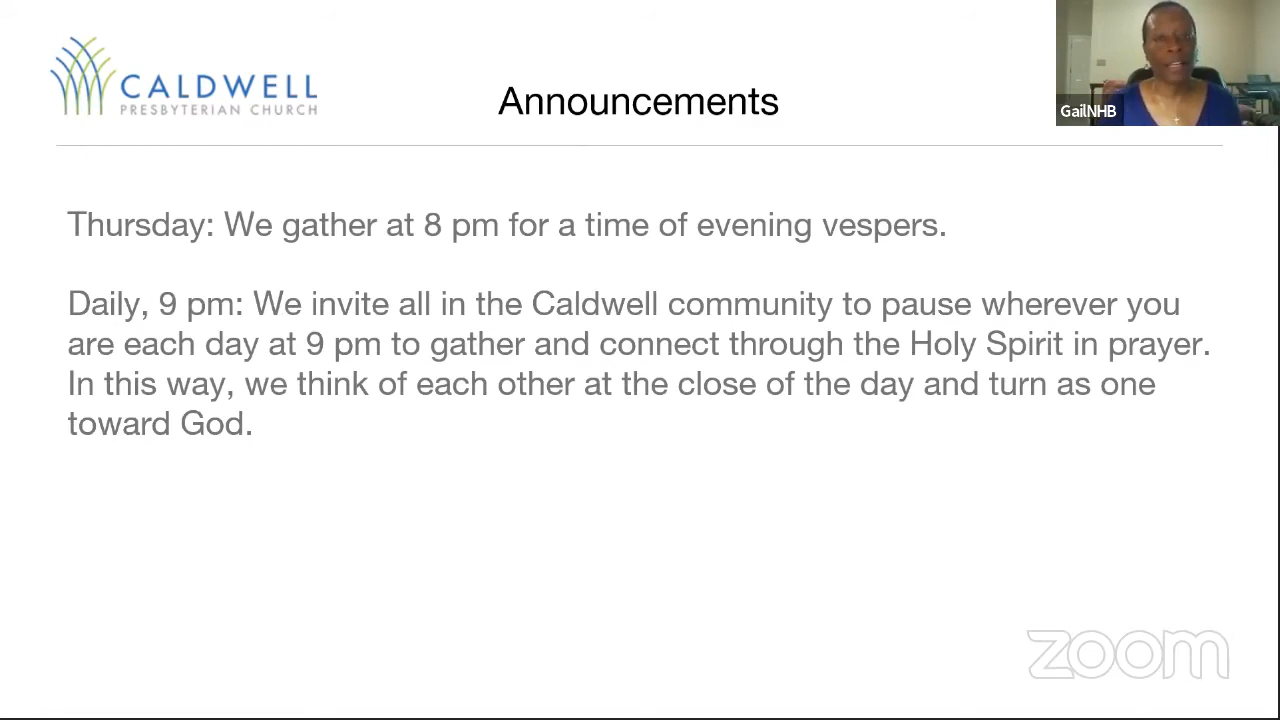 CALDWELL
PRESBYTERIAN CHURCH
Announcements
GailNHB
Thursday: We gather at 8 pm for a time of evening vespers.
Daily, 9 pm: We invite all in the Caldwell community to pause wherever you
are each day at 9 pm to gather and connect through the Holy Spirit in prayer.
In this way, we think of each other at the close of the day and turn as one
toward God.
zoom